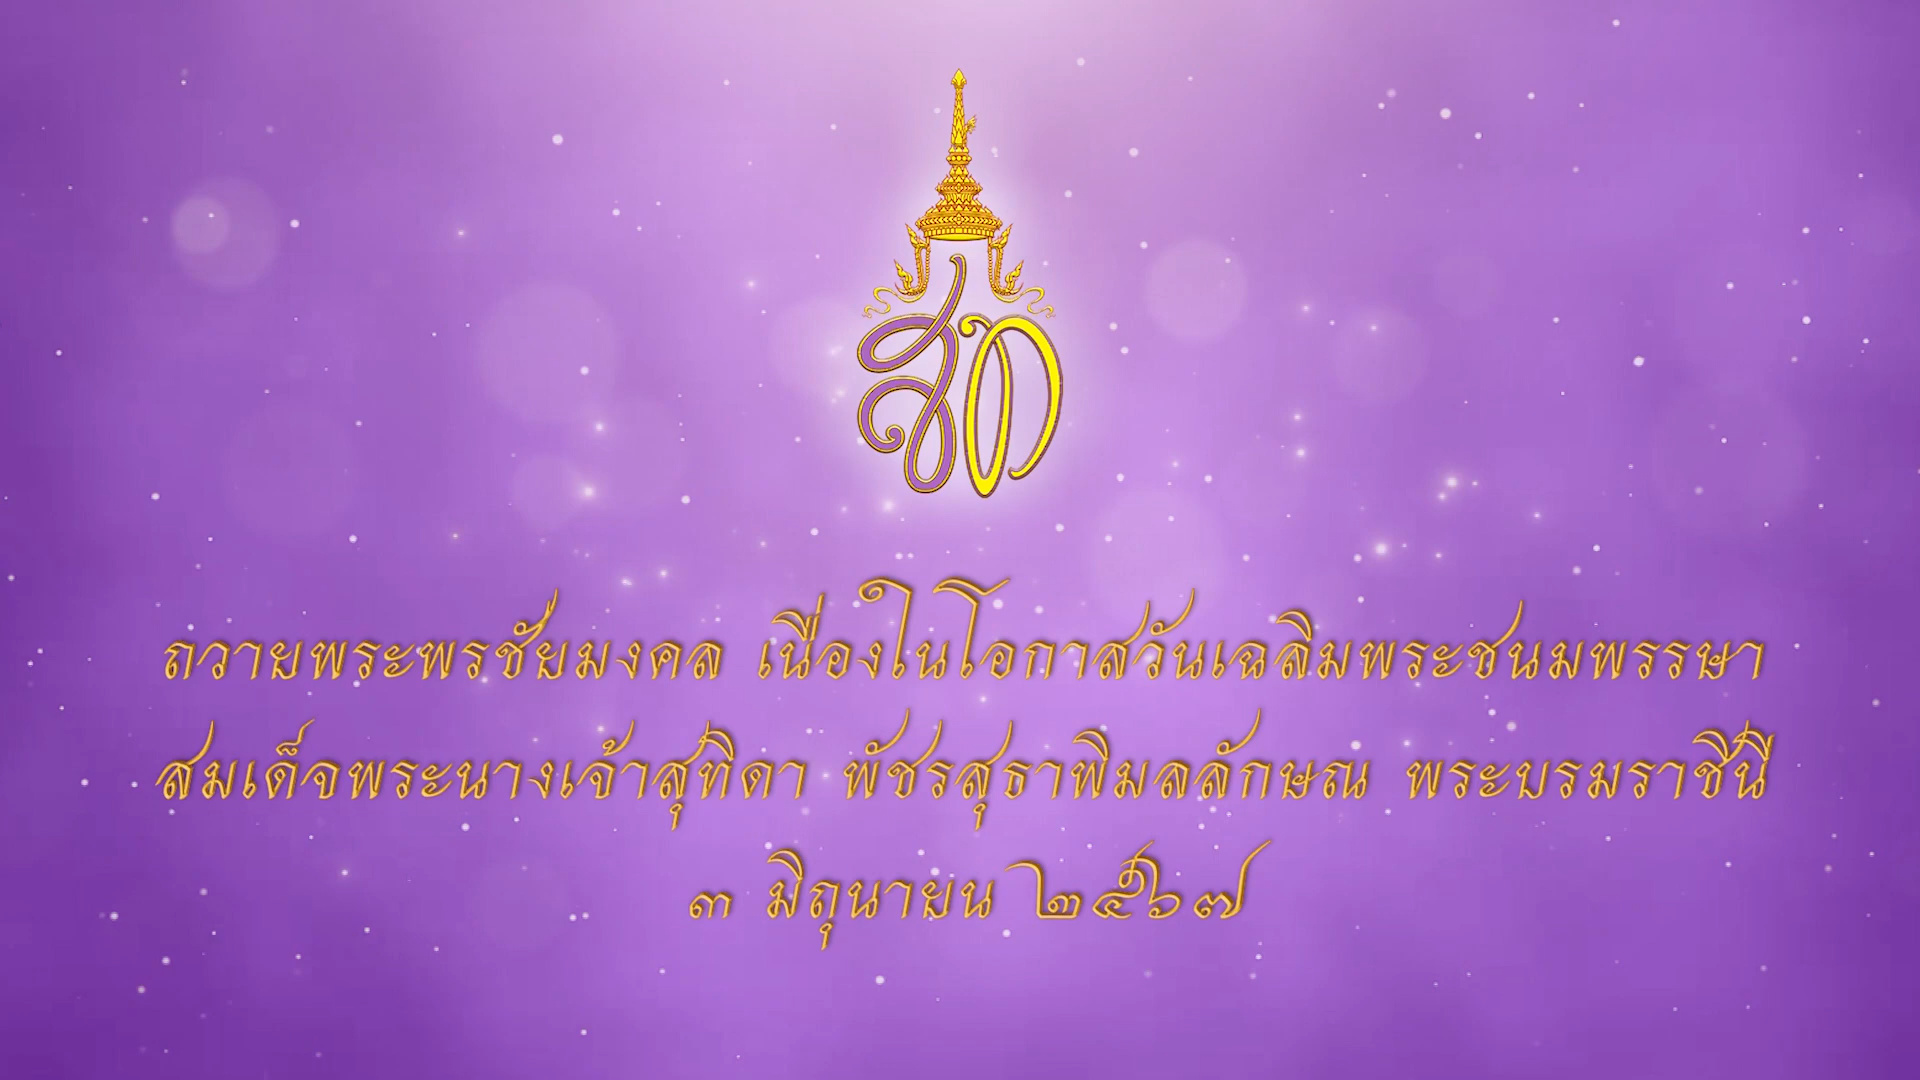 สท
ถวายพระพรชัยมงคล เนื่องในโอกาสวันเฉลิมพระชนมพรรษา
สมเด็จพระนางเจ้าสุทิดา พัชรสุธาพิมลลักษณ พระบรมราชินี
๓ มิถุนายน ๒๕๖๗